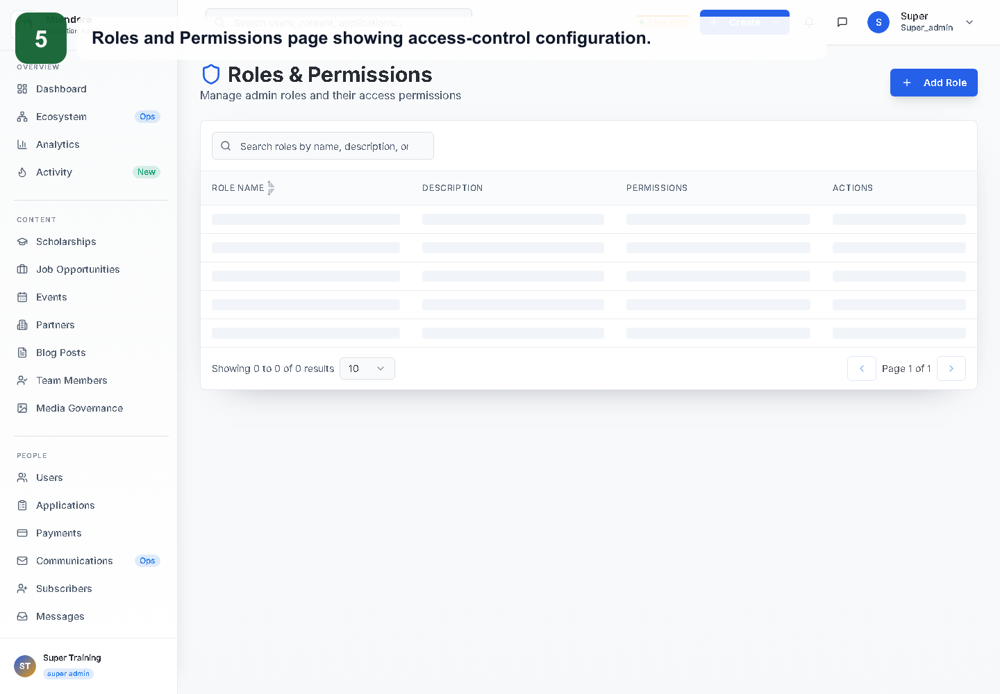 5
Roles and Permissions page showing access-control configuration.
Search users, content, applications...
Live sync
Create
S
Super
Super_admin
OVERVIEW
Dashboard
Ecosystem
Ops
Analytics
Activity
New
CONTENT
Scholarships
Job Opportunities
Events
Partners
Blog Posts
Team Members
Media Governance
PEOPLE
Users
Applications
Payments
Communications
Ops
Subscribers
Messages
ST
Super Training
super admin
Roles & Permissions
Manage admin roles and their access permissions
Add Role
Search roles by name, description, or
ROLE NAME
DESCRIPTION
PERMISSIONS
ACTIONS
Showing 0 to 0 of 0 results
10
Page 1 of 1